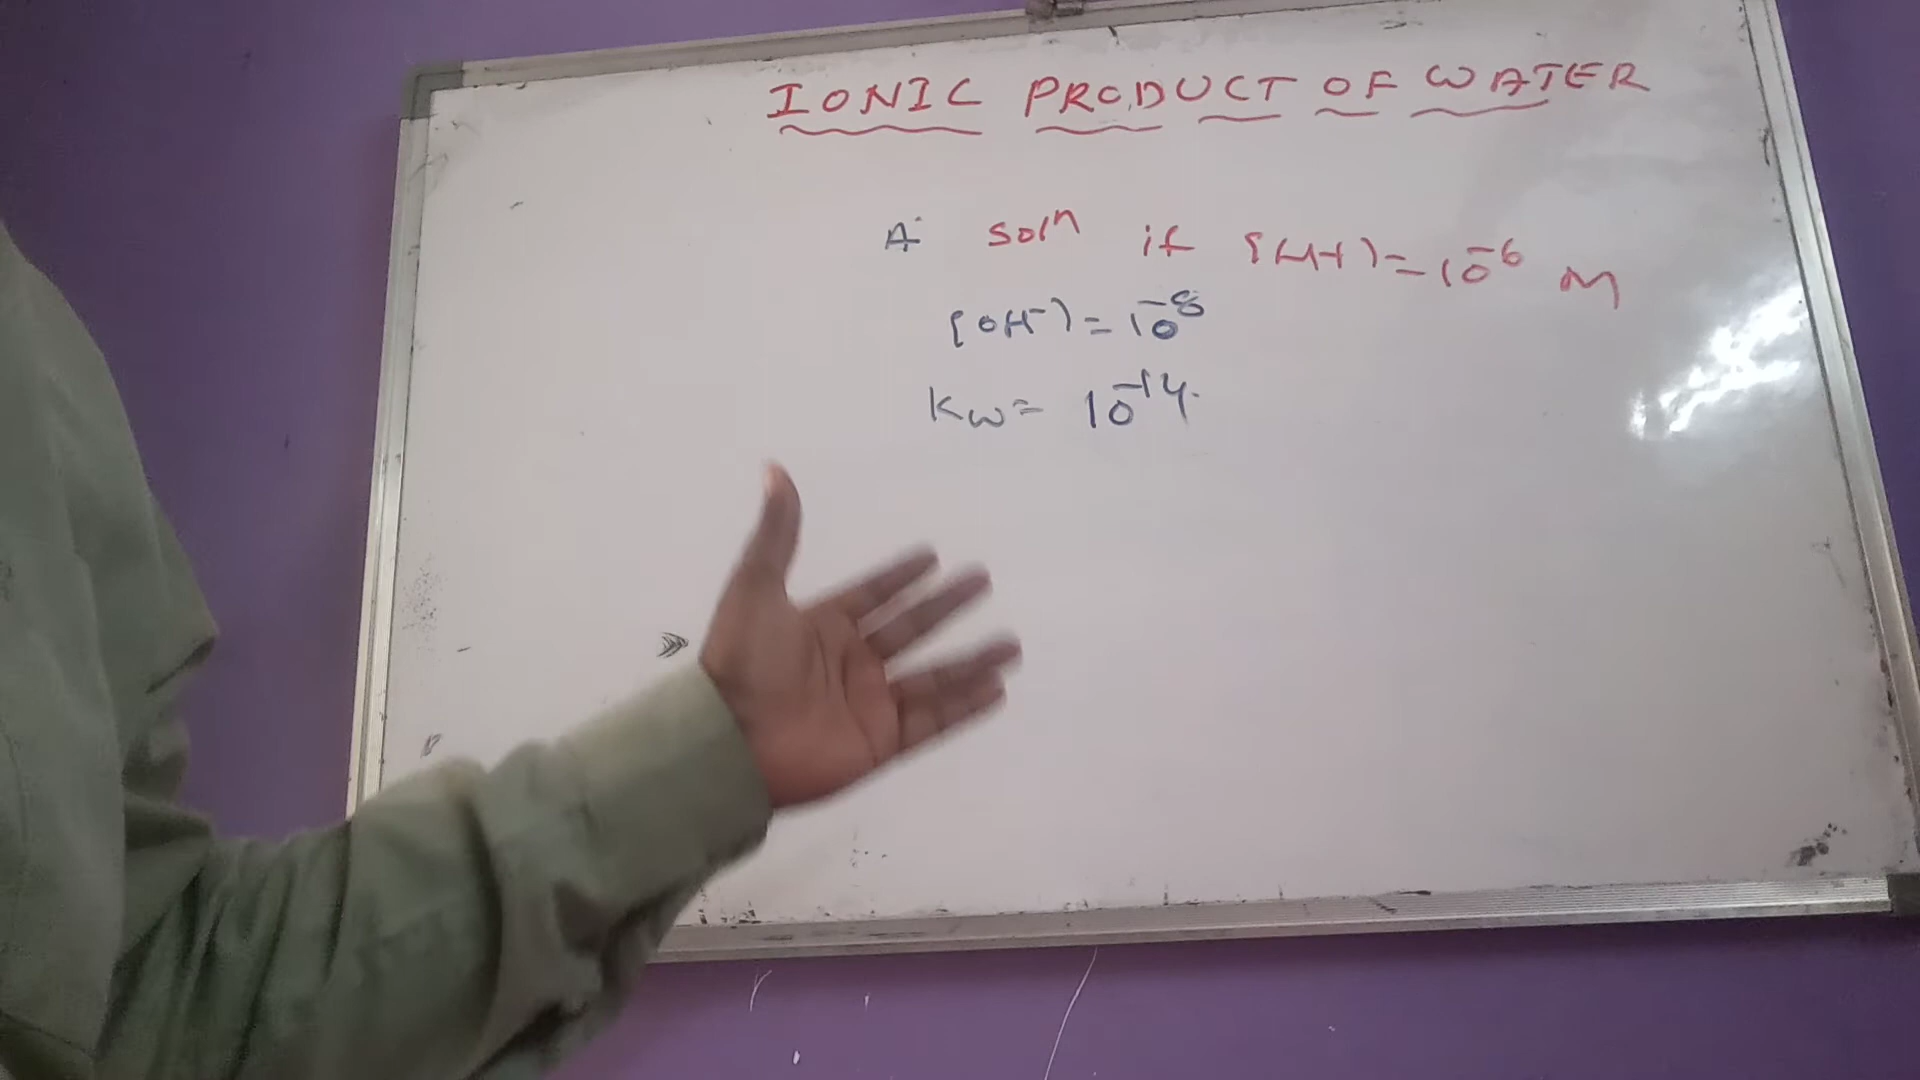 IONIC PRODUCT OF WATER
A soln if [H+] = 10⁻⁶ M
[OH⁻) = 10⁻⁸
Kw = 10⁻¹⁴.